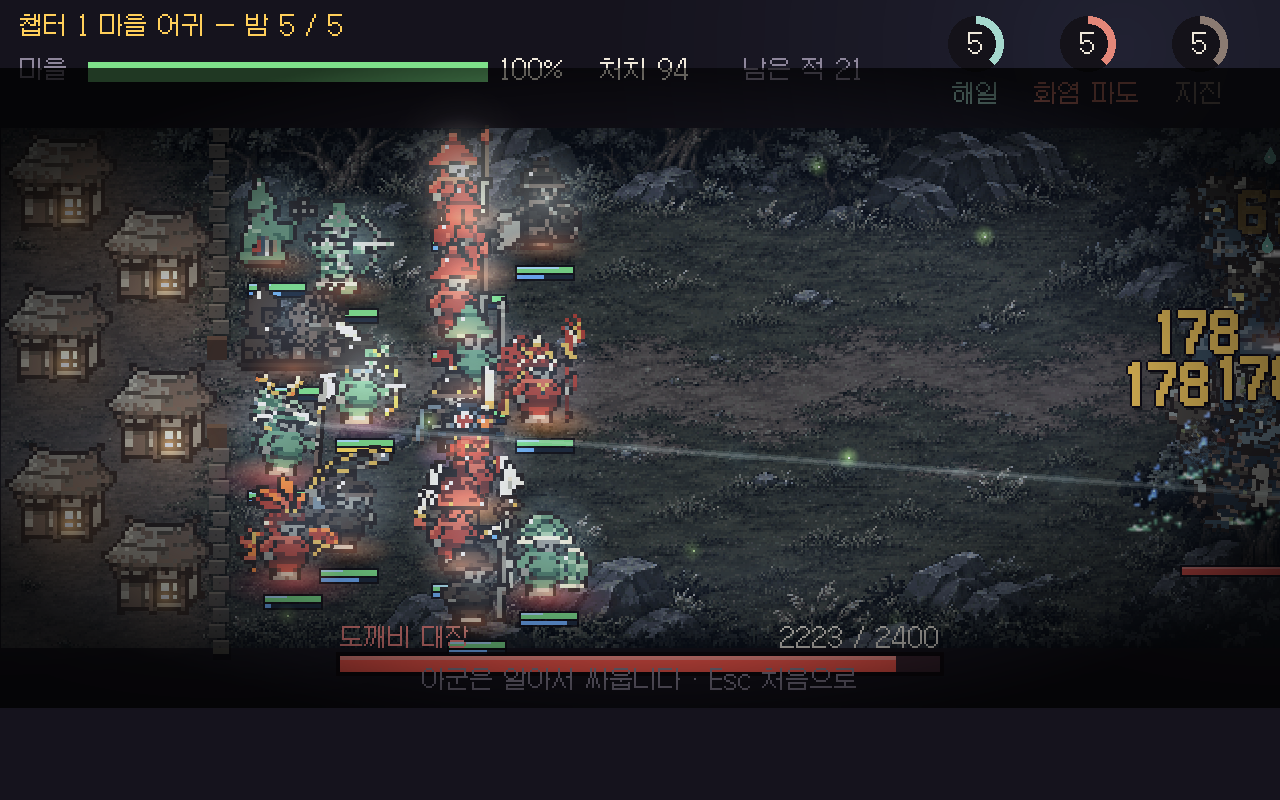 챕터 1 마을 어귀 – 밤 5 / 5
5 5 5
마을 100% 처치 94 남은 적 21
해일 화염 파도 지진
178
178
도깨비 대장 2223 / 2400
아군은 알아서 싸웁니다 · Esc 처음으로